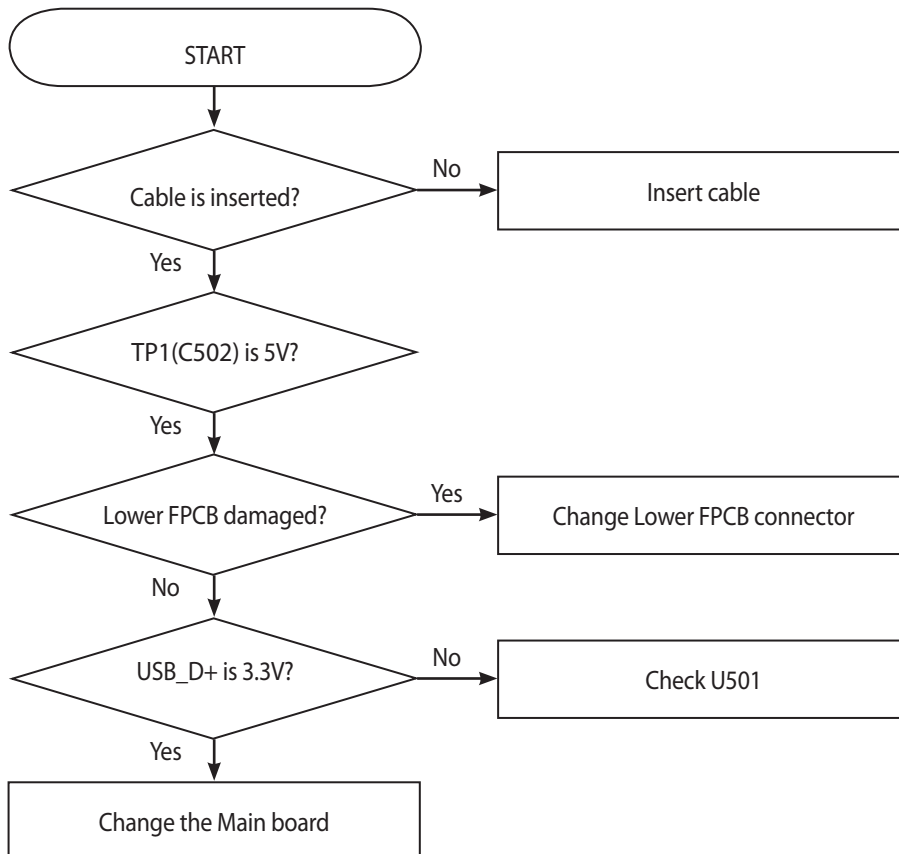 START
Cable is inserted?
No
Insert cable
Yes
TP1(C502) is 5V?
Yes
Lower FPCB damaged?
Yes
Change Lower FPCB connector
No
USB_D+ is 3.3V?
No
Check U501
Yes
Change the Main board